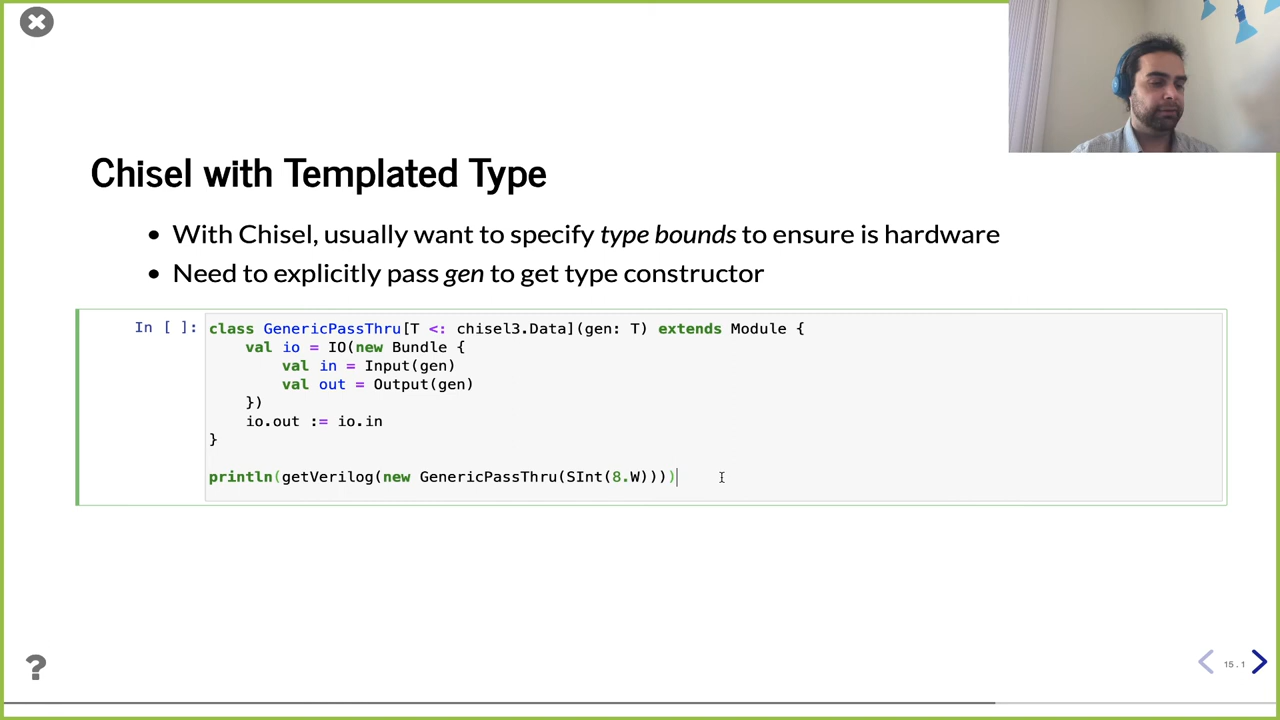 Chisel with Templated Type
• With Chisel, usually want to specify type bounds to ensure is hardware
• Need to explicitly pass gen to get type constructor
In [ ]: class GenericPassThru[T <: chisel3.Data](gen: T) extends Module {
    val io = IO(new Bundle {
        val in = Input(gen)
        val out = Output(gen)
    })
    io.out := io.in
}
println(getVerilog(new GenericPassThru(SInt(8.W))))
?
15.1